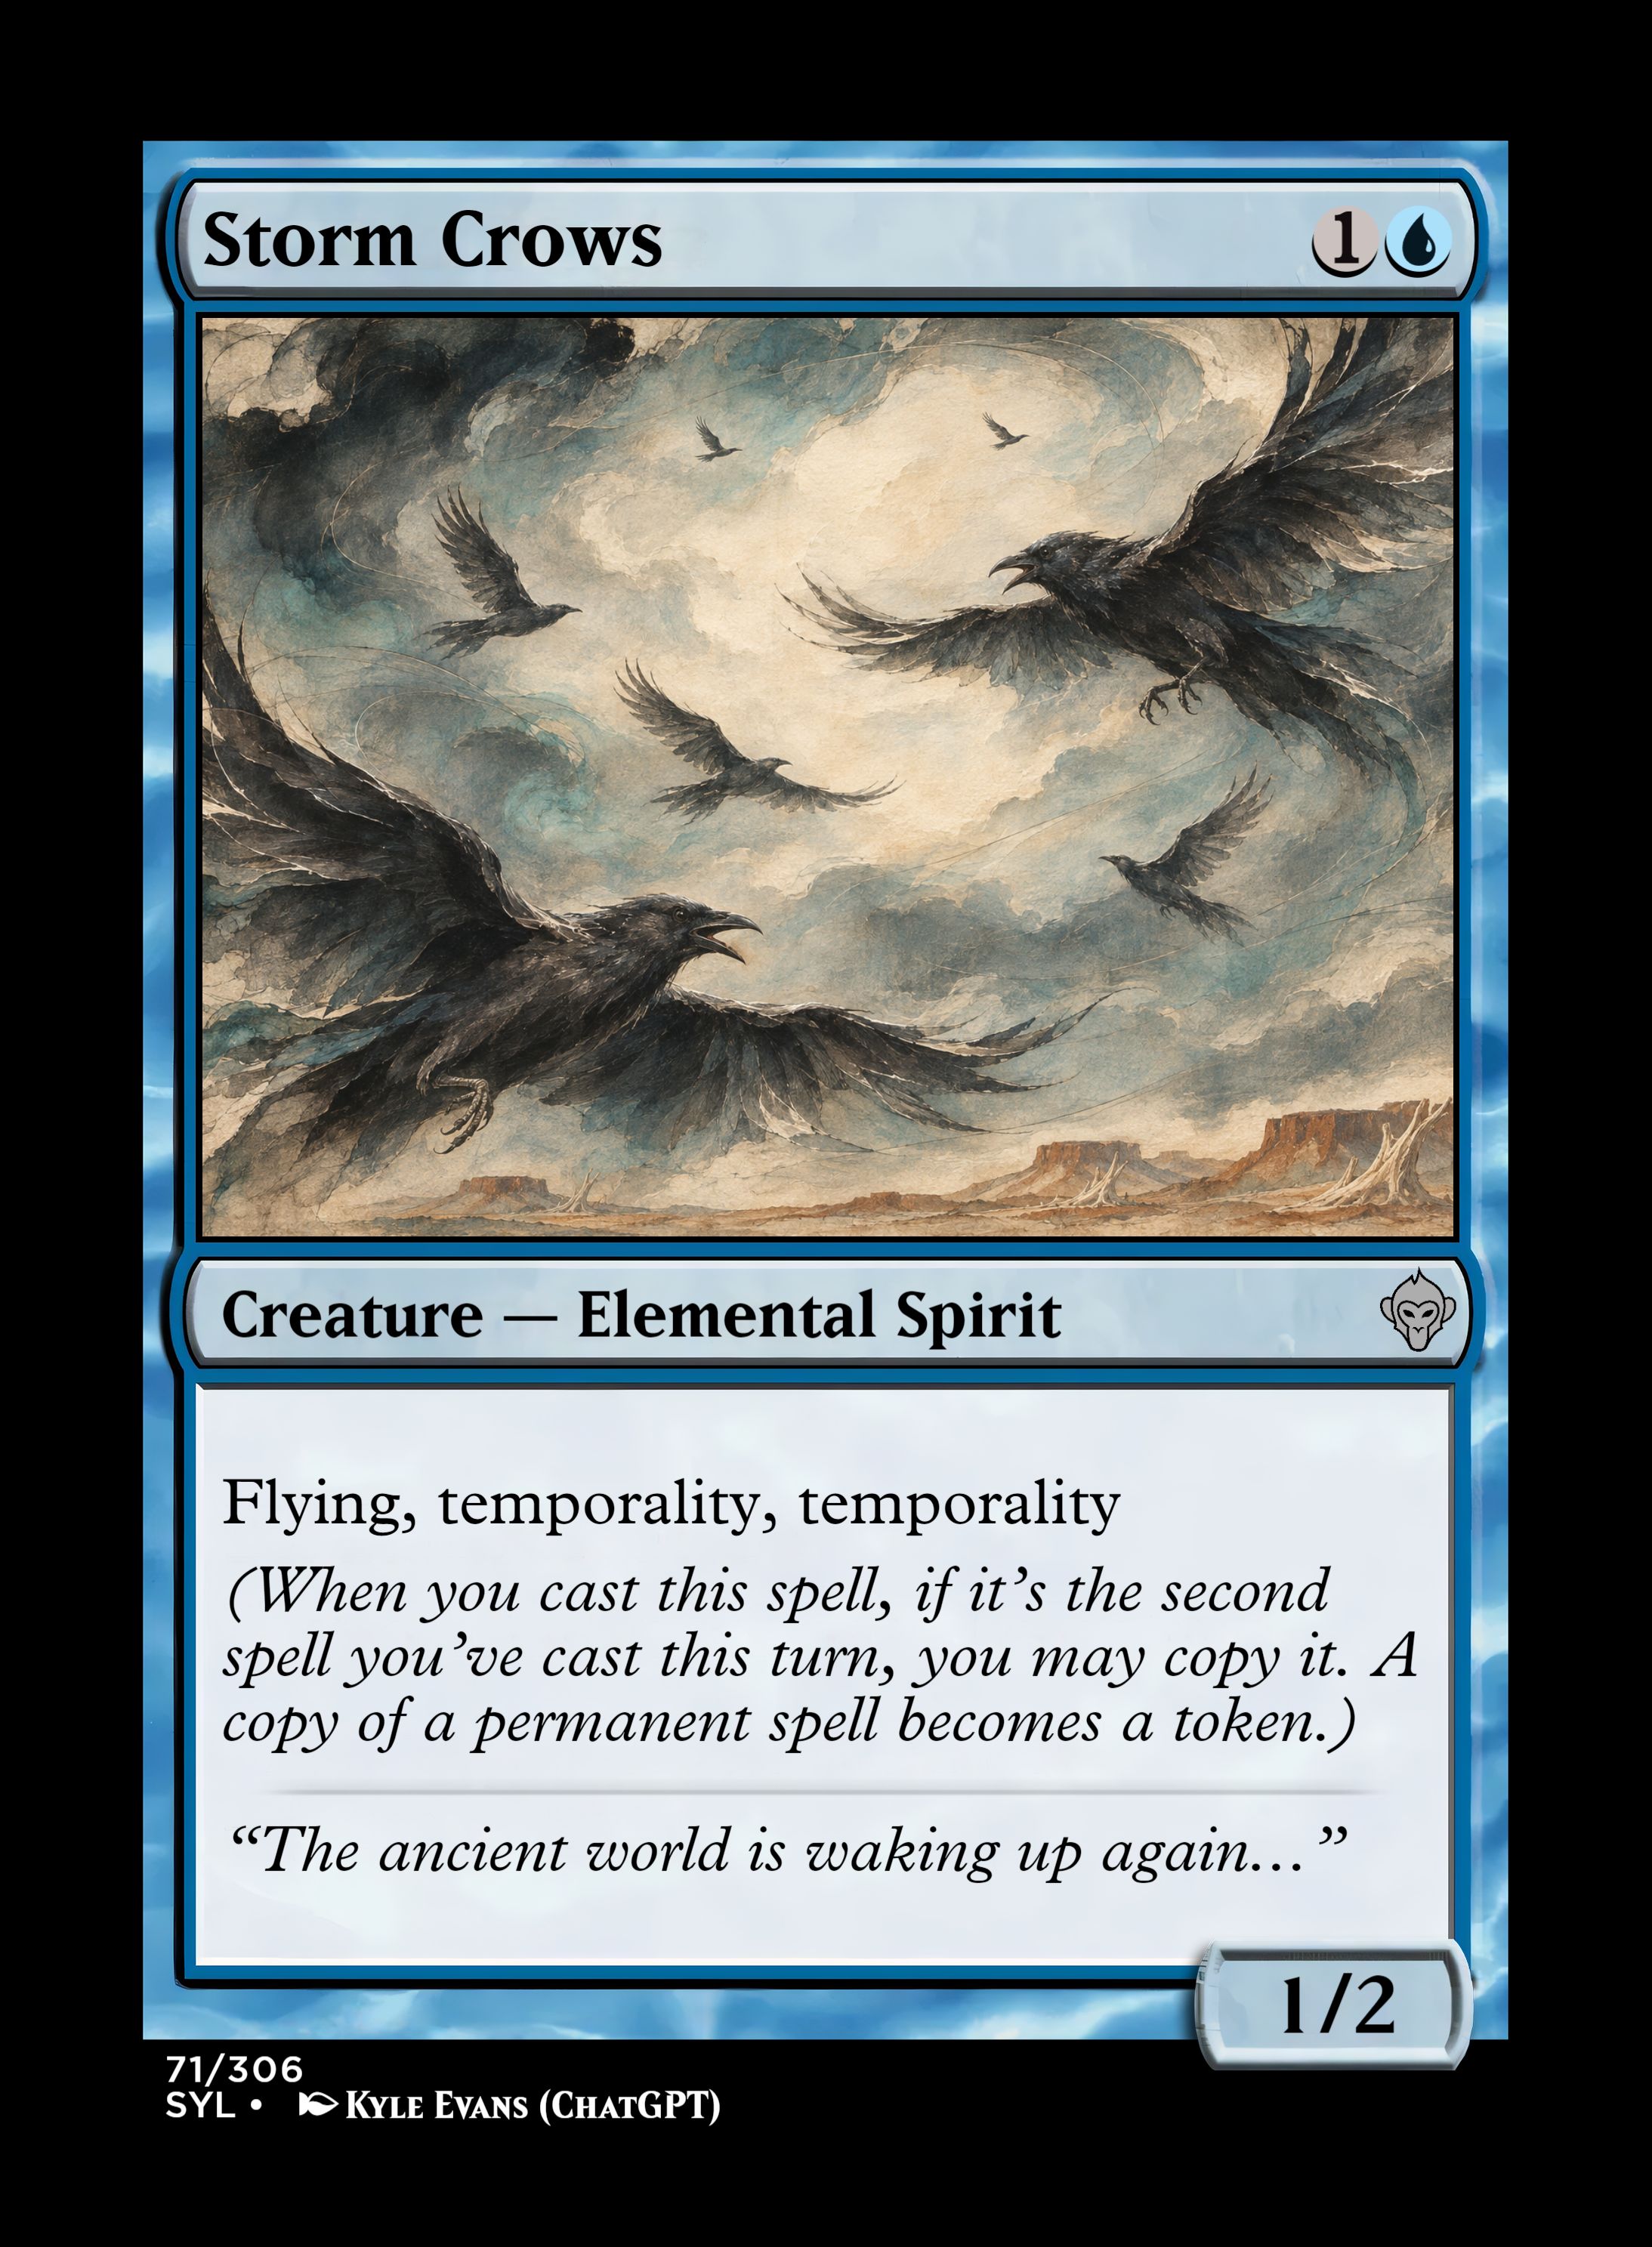 Storm Crows 1
Creature — Elemental Spirit
Flying, temporality, temporality
(When you cast this spell, if it's the second
spell you've cast this turn, you may copy it. A
copy of a permanent spell becomes a token.)
“The ancient world is waking up again…”
1/2
71/306
SYL • Kyle Evans (ChatGPT)